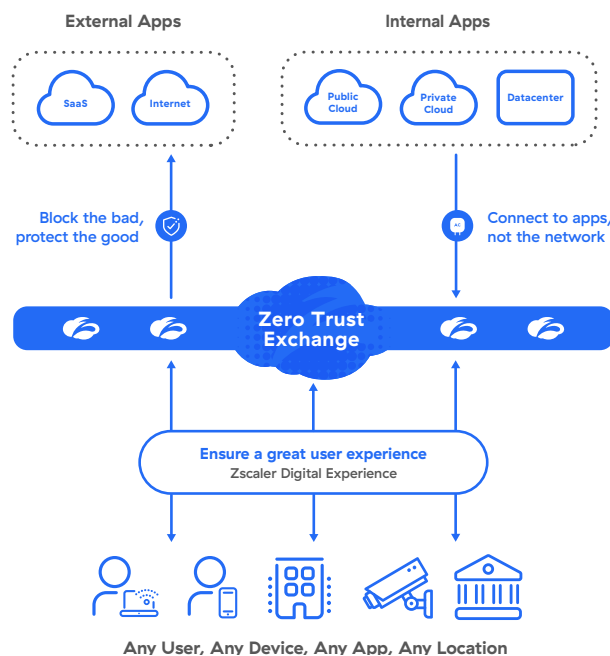 External Apps
Internal Apps
SaaS
Internet
Public
Cloud
Private
Cloud
Datacenter
Block the bad,
protect the good
AC
Connect to apps,
not the network
Zero Trust
Exchange
Ensure a great user experience
Zscaler Digital Experience
Any User, Any Device, Any App, Any Location